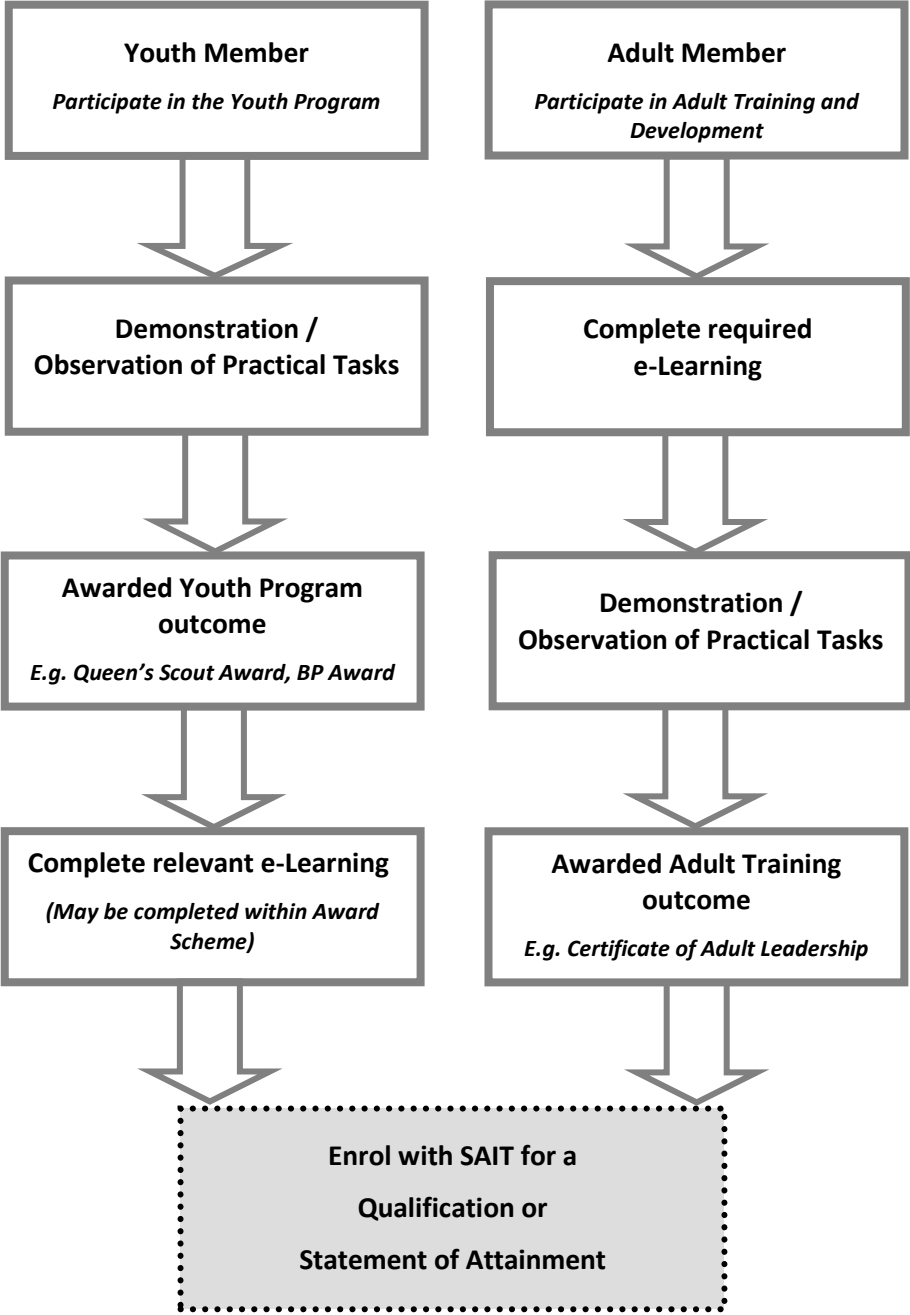 Youth Member
Participate in the Youth Program
Demonstration /
Observation of Practical Tasks
Awarded Youth Program
outcome
E.g. Queen's Scout Award, BP Award
Complete relevant e-Learning
(May be completed within Award
Scheme)
Adult Member
Participate in Adult Training and
Development
Complete required
e-Learning
Demonstration /
Observation of Practical Tasks
Awarded Adult Training
outcome
E.g. Certificate of Adult Leadership
Enrol with SAIT for a
Qualification or
Statement of Attainment